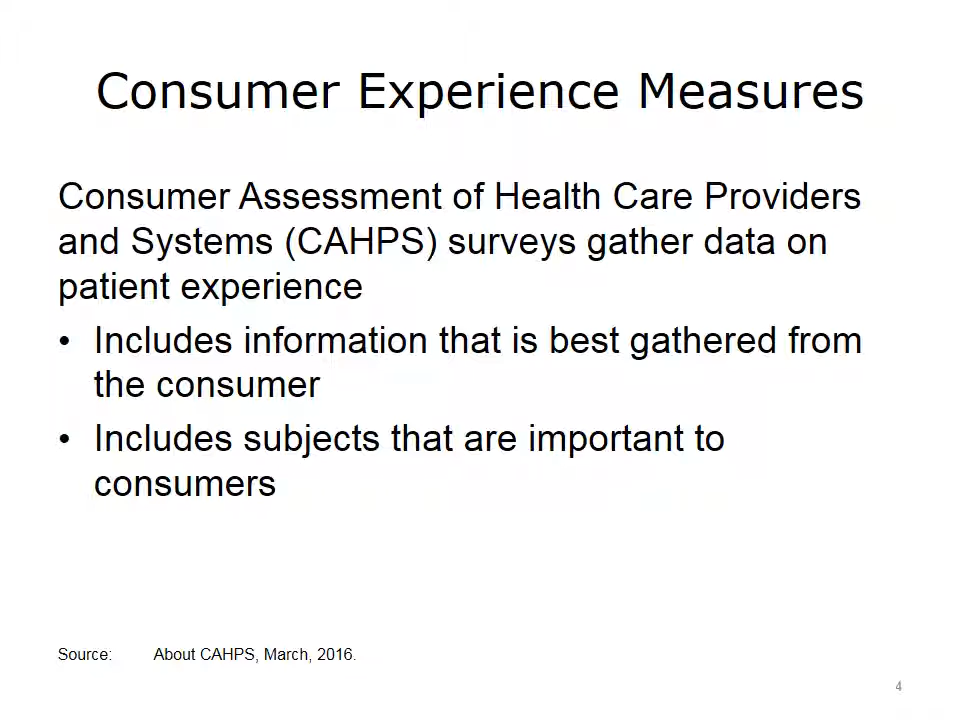 Consumer Experience Measures
Consumer Assessment of Health Care Providers
and Systems (CAHPS) surveys gather data on
patient experience
• Includes information that is best gathered from
the consumer
• Includes subjects that are important to
consumers
Source: About CAHPS, March, 2016.
4